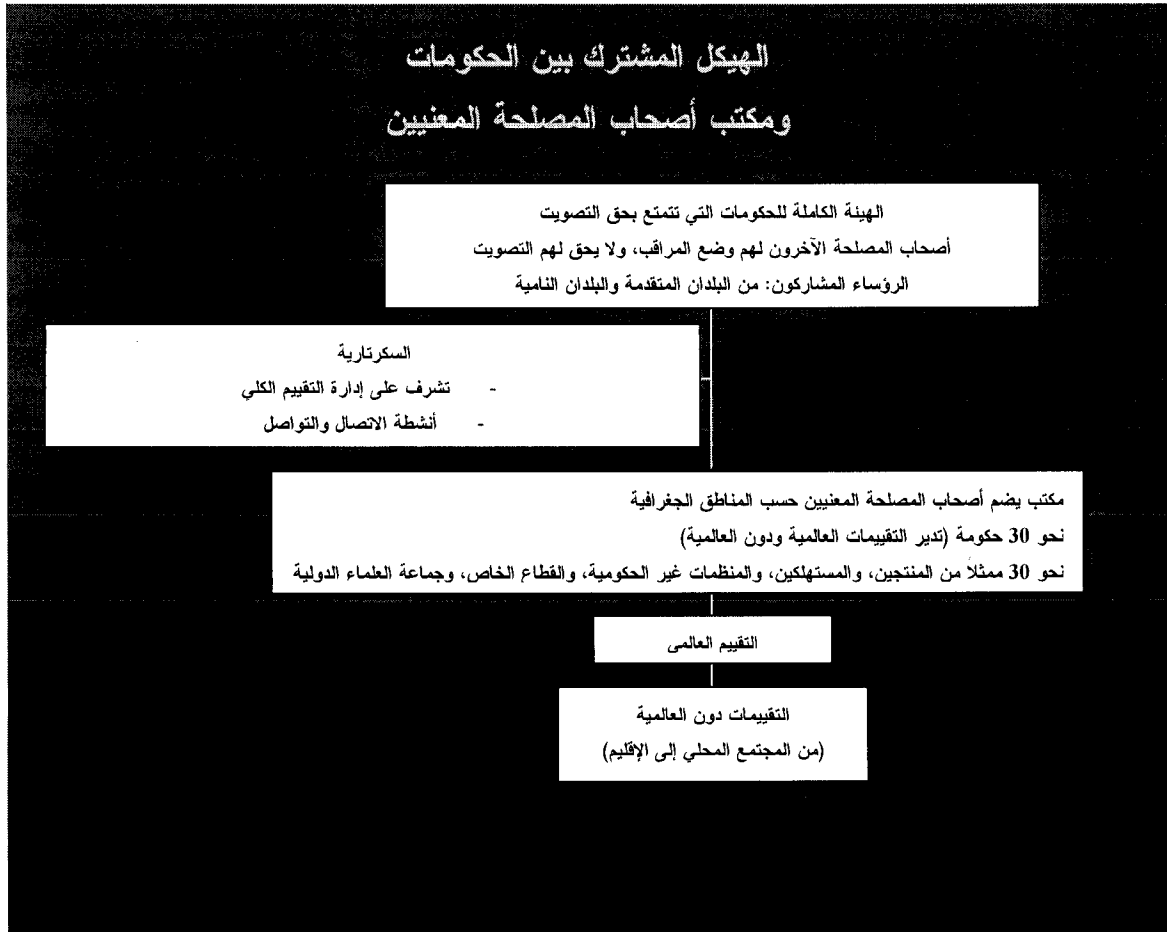 الهيكل المشترك بين الحكومات
ومكتب أصحاب المصلحة المعنيين
الهيئة الكاملة للحكومات التي تتمتع بحق التصويت
أصحاب المصلحة الآخرون لهم وضع المراقب، ولا يحق لهم التصويت
الرؤساء المشاركون: من البلدان المتقدمة والبلدان النامية
السكرتارية
- تشرف على إدارة التقييم الكلي
- أنشطة الاتصال والتواصل
مكتب يضم أصحاب المصلحة المعنيين حسب المناطق الجغرافية
نحو 30 حكومة (تدير التقييمات العالمية ودون العالمية)
نحو 30 ممثلاً من المنتجين، والمستهلكين، والمنظمات غير الحكومية، والقطاع الخاص، وجماعة العلماء الدولية
التقييم العالمى
التقييمات دون العالمية
(من المجتمع المحلي إلى الإقليم)